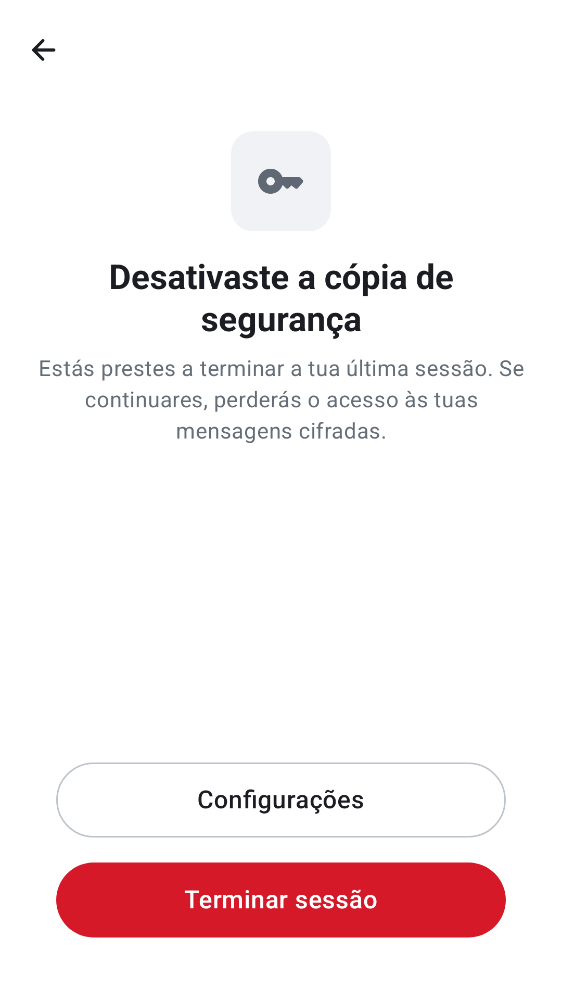 Desativaste a cópia de
segurança
Estás prestes a terminar a tua última sessão. Se
continuares, perderás o acesso às tuas
mensagens cifradas.
Configurações
Terminar sessão